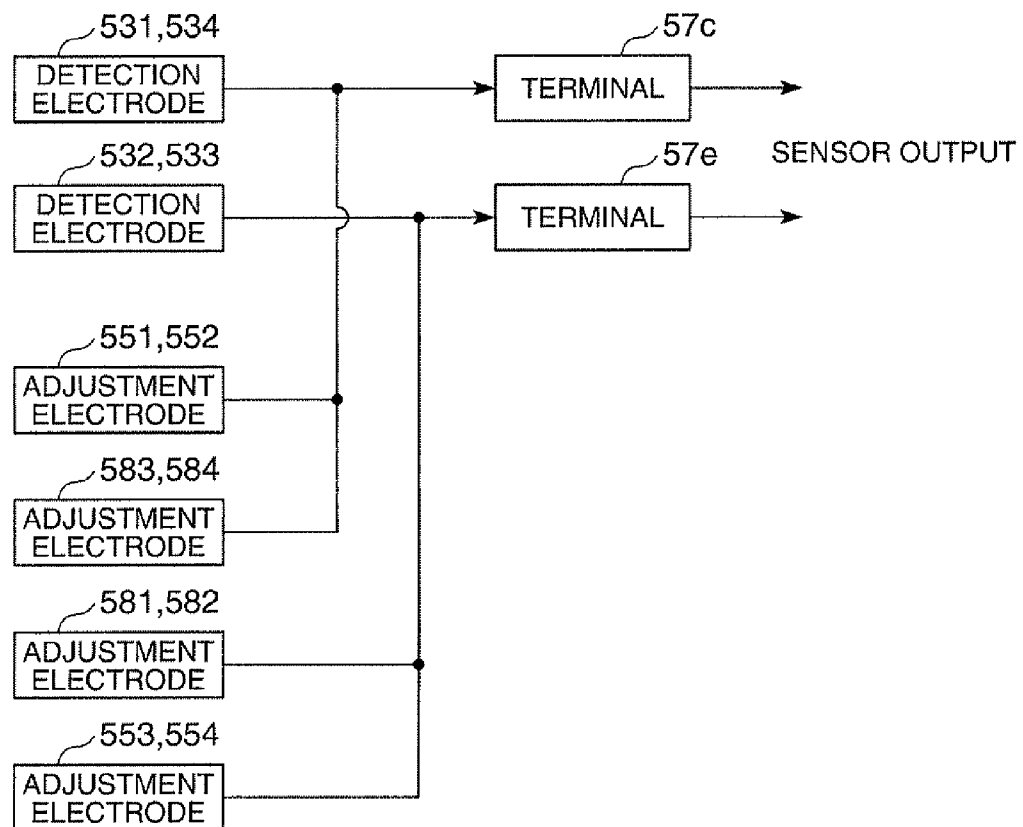 531,534
DETECTION
ELECTRODE
57c
TERMINAL
532,533
DETECTION
ELECTRODE
57e
TERMINAL
SENSOR OUTPUT
551,552
ADJUSTMENT
ELECTRODE
583,584
ADJUSTMENT
ELECTRODE
581,582
ADJUSTMENT
ELECTRODE
553,554
ADJUSTMENT
ELECTRODE